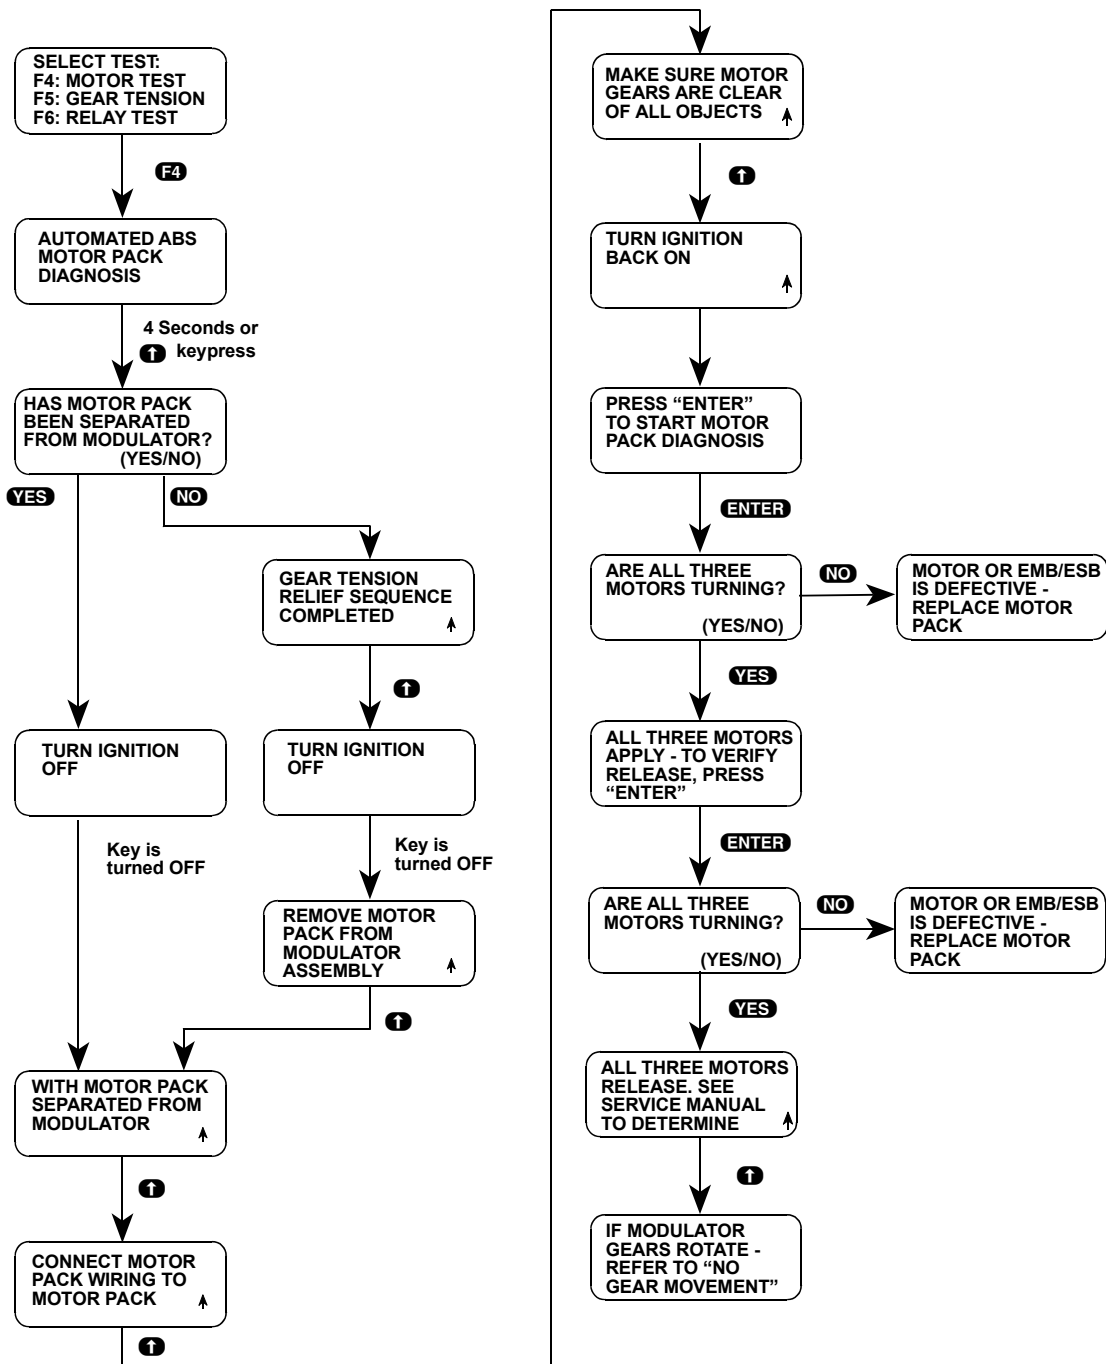 SELECT TEST:
F4: MOTOR TEST
F5: GEAR TENSION
F6: RELAY TEST
F4
AUTOMATED ABS
MOTOR PACK
DIAGNOSIS
4 Seconds or
↑ keypress
HAS MOTOR PACK
BEEN SEPARATED
FROM MODULATOR?
(YES/NO)
YES
NO
GEAR TENSION
RELIEF SEQUENCE
COMPLETED
TURN IGNITION
OFF
TURN IGNITION
OFF
Key is
turned OFF
Key is
turned OFF
REMOVE MOTOR
PACK FROM
MODULATOR
ASSEMBLY
WITH MOTOR PACK
SEPARATED FROM
MODULATOR
CONNECT MOTOR
PACK WIRING TO
MOTOR PACK
MAKE SURE MOTOR
GEARS ARE CLEAR
OF ALL OBJECTS
TURN IGNITION
BACK ON
PRESS “ENTER”
TO START MOTOR
PACK DIAGNOSIS
ENTER
ARE ALL THREE
MOTORS TURNING?
(YES/NO)
NO
MOTOR OR EMB/ESB
IS DEFECTIVE -
REPLACE MOTOR
PACK
YES
ALL THREE MOTORS
APPLY - TO VERIFY
RELEASE, PRESS
“ENTER”
ENTER
ARE ALL THREE
MOTORS TURNING?
(YES/NO)
NO
MOTOR OR EMB/ESB
IS DEFECTIVE -
REPLACE MOTOR
PACK
YES
ALL THREE MOTORS
RELEASE. SEE
SERVICE MANUAL
TO DETERMINE
IF MODULATOR
GEARS ROTATE -
REFER TO “NO
GEAR MOVEMENT”